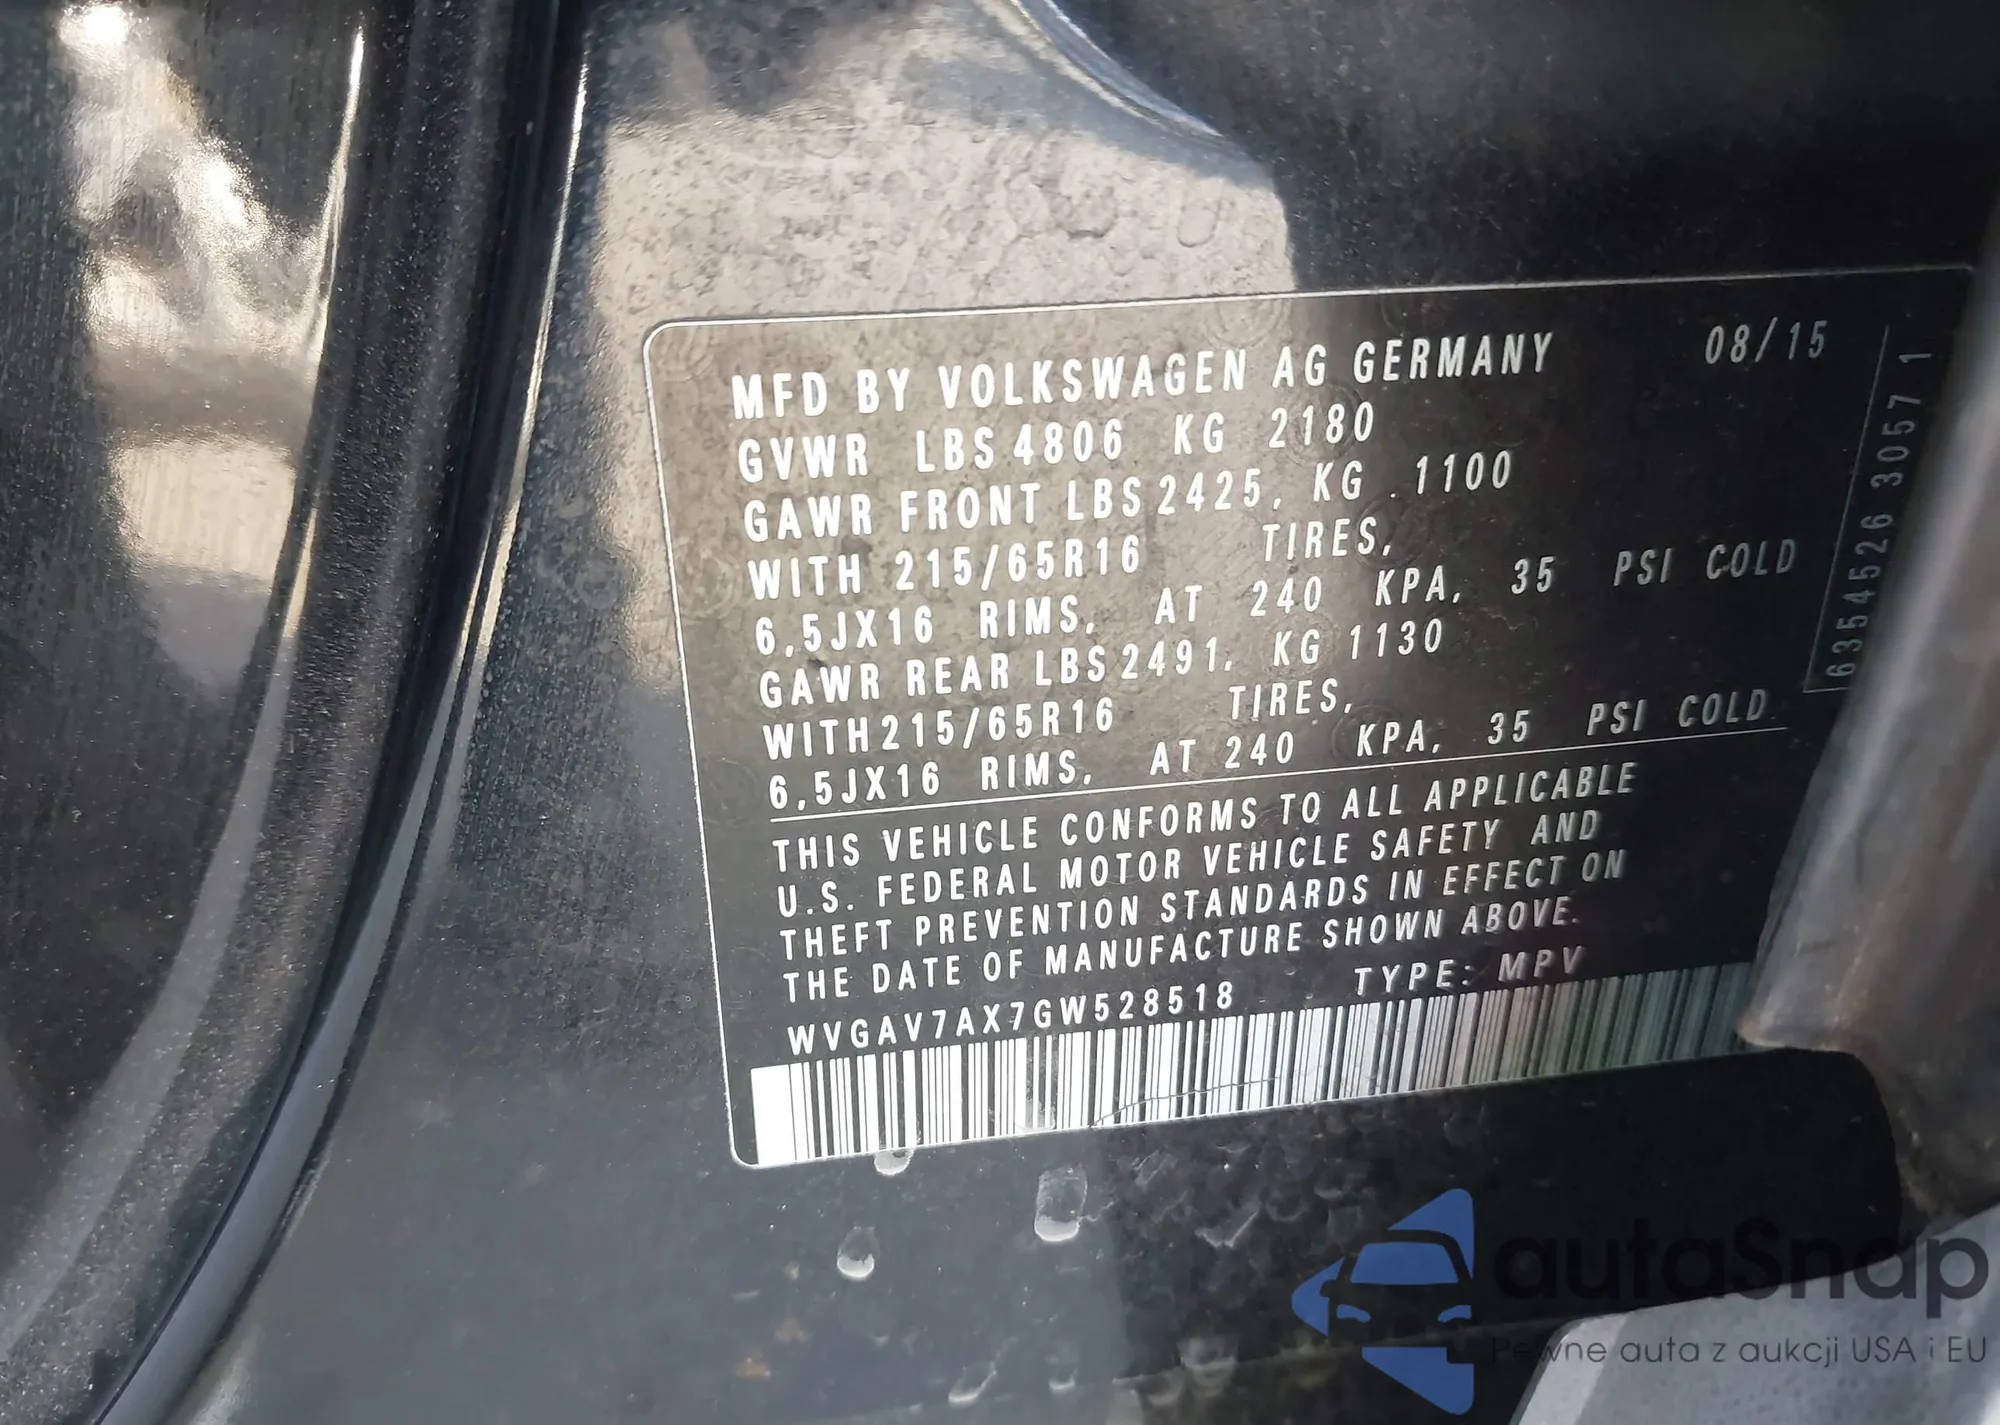 MFD BY VOLKSWAGEN AG GERMANY 08/15
GVWR LBS 4806 KG 2180
GAWR FRONT LBS 2425, KG . 1100
WITH 215/65R16 TIRES,
6,5JX16 RIMS, AT 240 KPA, 35 PSI COLD
GAWR REAR LBS 2491, KG 1130
WITH 215/65R16 TIRES,
6,5JX16 RIMS, AT 240 KPA, 35 PSI COLD
THIS VEHICLE CONFORMS TO ALL APPLICABLE
U.S. FEDERAL MOTOR VEHICLE SAFETY AND
THEFT PREVENTION STANDARDS IN EFFECT ON
THE DATE OF MANUFACTURE SHOWN ABOVE.
WVGAV7AX7GW528518 TYPE: MPV
6354526 3057 1
autaSnap
Pewne auta z aukcji USA i EU